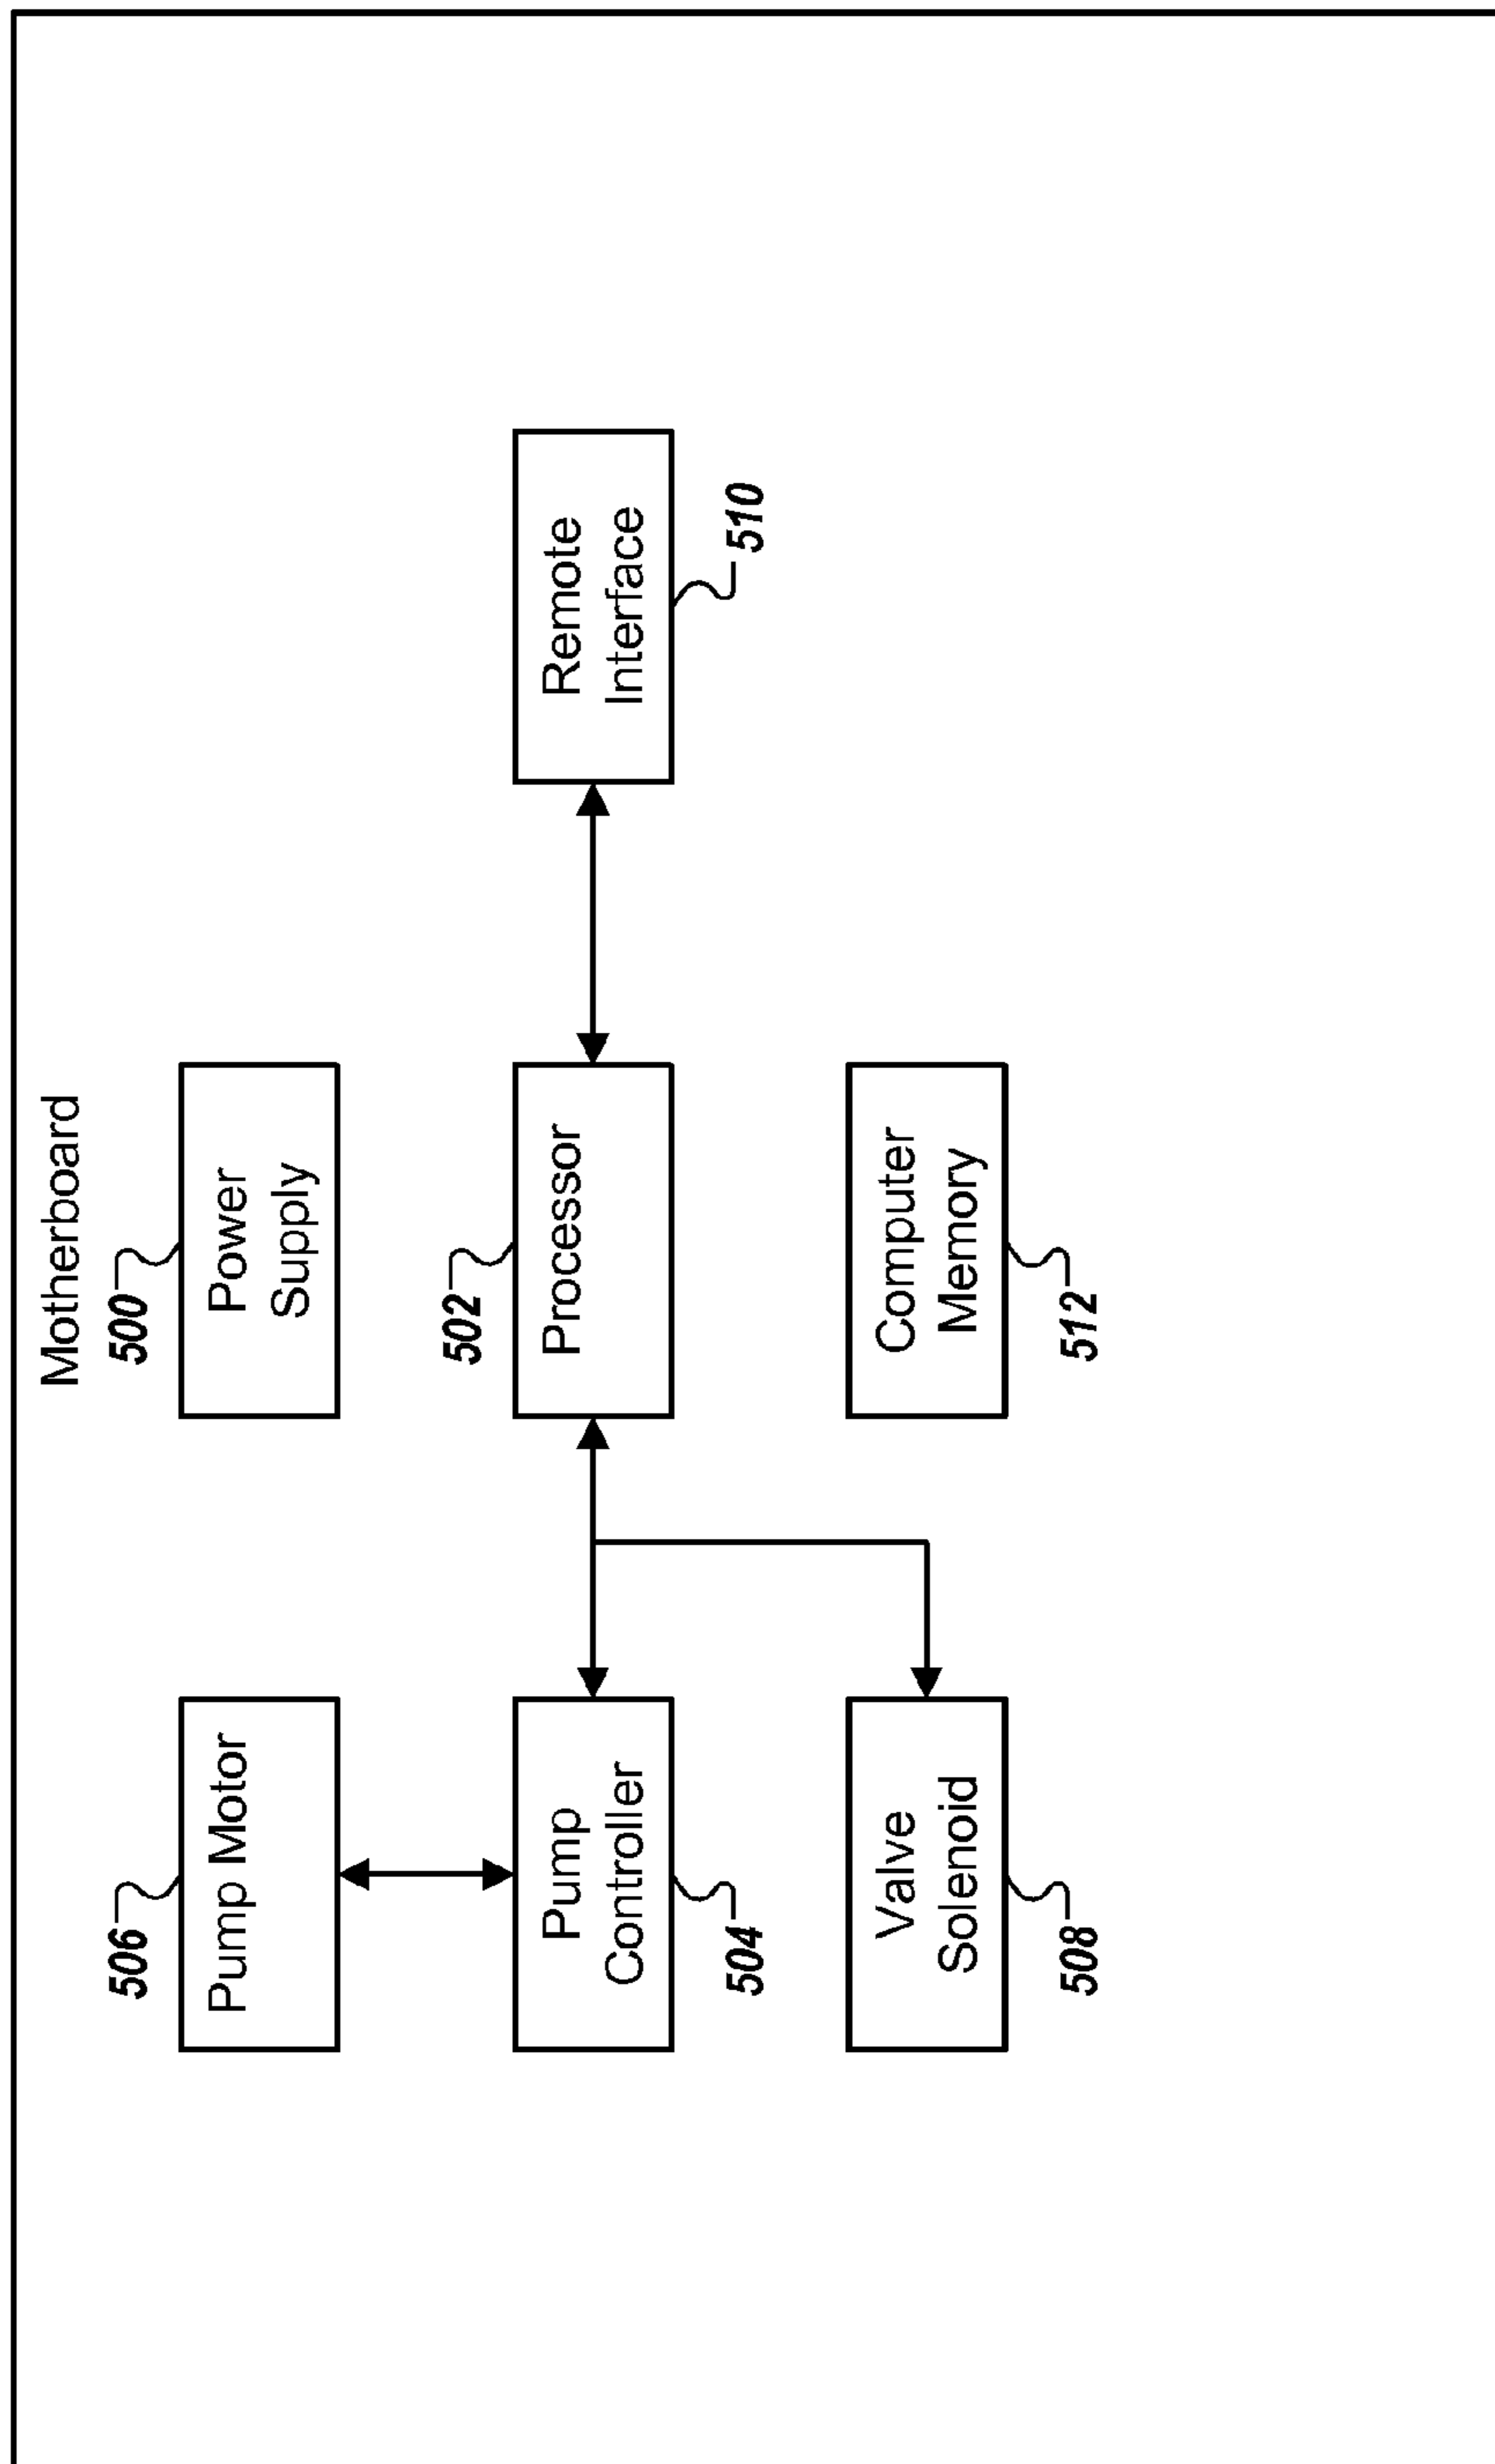 Motherboard
506
Pump Motor
500
Power
Supply
504
Pump
Controller
502
Processor
Remote
Interface
510
Valve
Solenoid
508
Computer
Memory
512